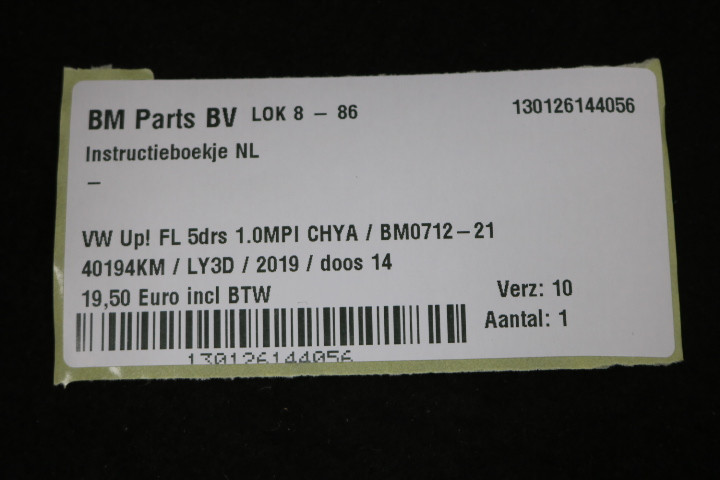 BM Parts BV LOK 8 – 86 130126144056
Instructieboekje NL
–
VW Up! FL 5drs 1.0MPI CHYA / BM0712–21
40194KM / LY3D / 2019 / doos 14
19,50 Euro incl BTW Verz: 10
Aantal: 1
130126144056